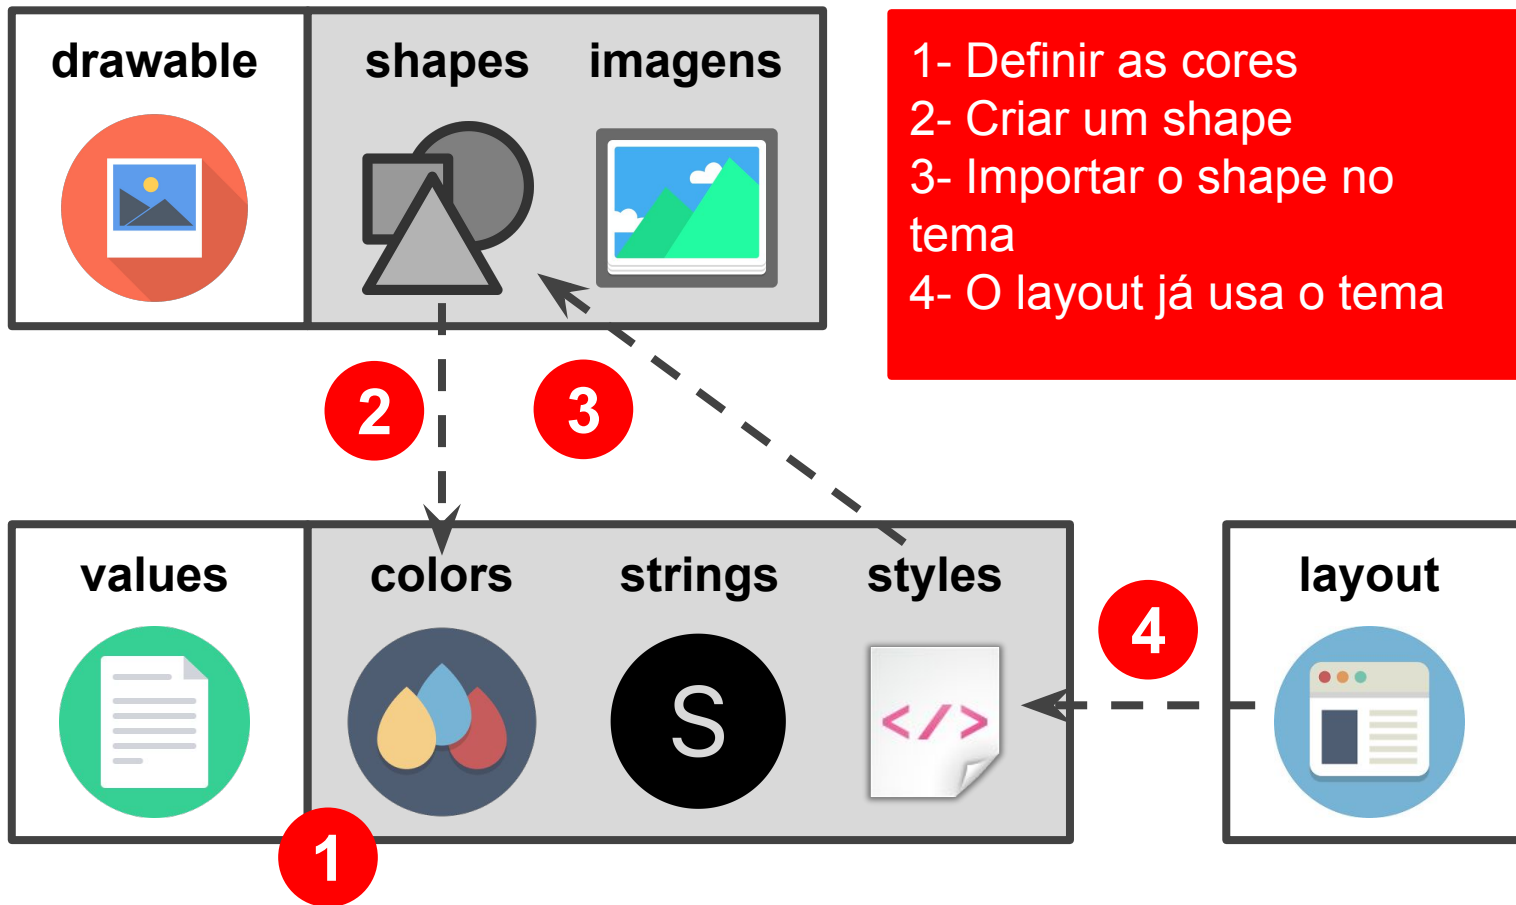 drawable
shapes
imagens
1- Definir as cores
2- Criar um shape
3- Importar o shape no
tema
4- O layout já usa o tema
2
3
values
colors
strings
styles
4
layout
S
</>
1